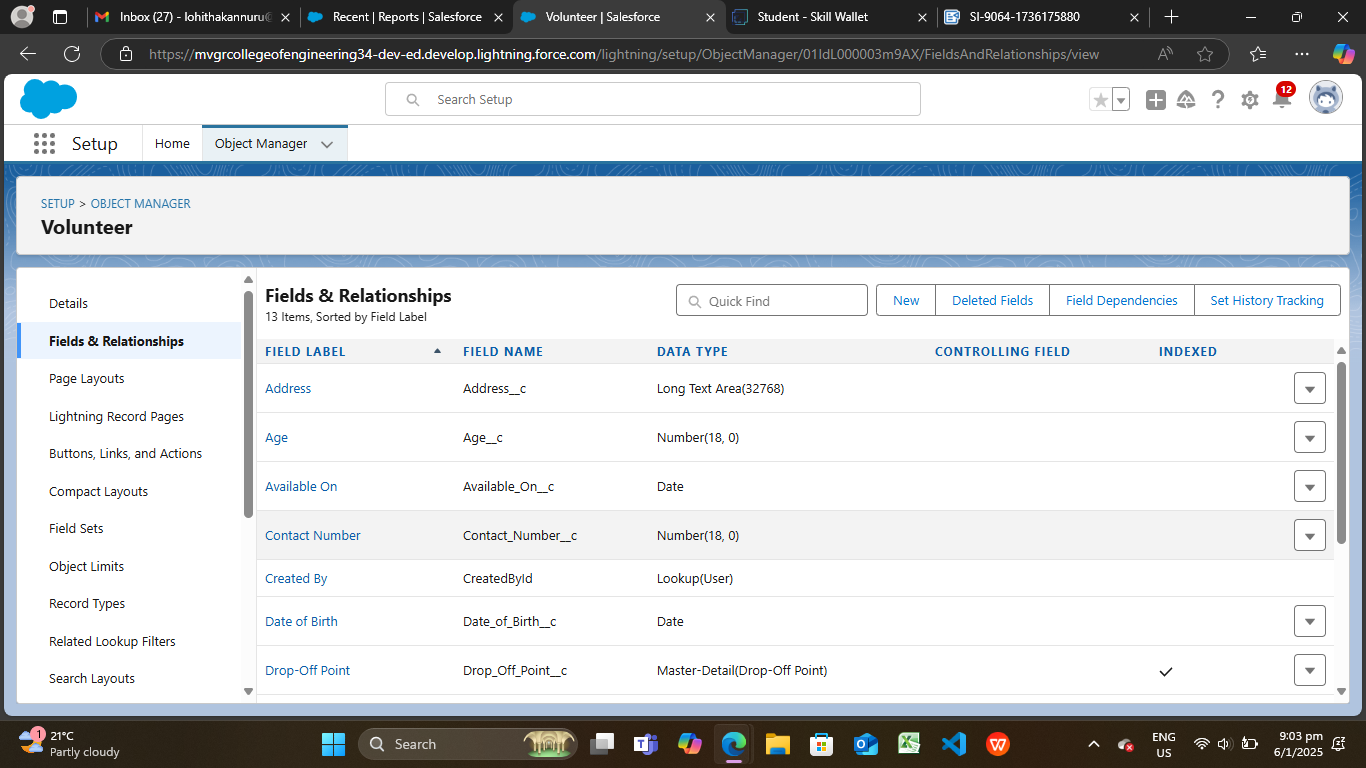 Inbox (27) - lohithakannuru@
Recent | Reports | Salesforce
Volunteer | Salesforce
Student - Skill Wallet
SI-9064-1736175880
https://mvgrcollegeofengineering34-dev-ed.develop.lightning.force.com/lightning/setup/ObjectManager/01IdL000003m9AX/FieldsAndRelationships/view
Search Setup
12
Setup
Home
Object Manager
SETUP > OBJECT MANAGER
Volunteer
Details
Fields & Relationships
Page Layouts
Lightning Record Pages
Buttons, Links, and Actions
Compact Layouts
Field Sets
Object Limits
Record Types
Related Lookup Filters
Search Layouts
Fields & Relationships
13 Items, Sorted by Field Label
Quick Find
New
Deleted Fields
Field Dependencies
Set History Tracking
FIELD LABEL FIELD NAME DATA TYPE CONTROLLING FIELD INDEXED
Address Address__c Long Text Area(32768)
Age Age__c Number(18, 0)
Available On Available_On__c Date
Contact Number Contact_Number__c Number(18, 0)
Created By CreatedById Lookup(User)
Date of Birth Date_of_Birth__c Date
Drop-Off Point Drop_Off_Point__c Master-Detail(Drop-Off Point)
1
21°C
Partly cloudy
Search
ENG
US
9:03 pm
6/1/2025